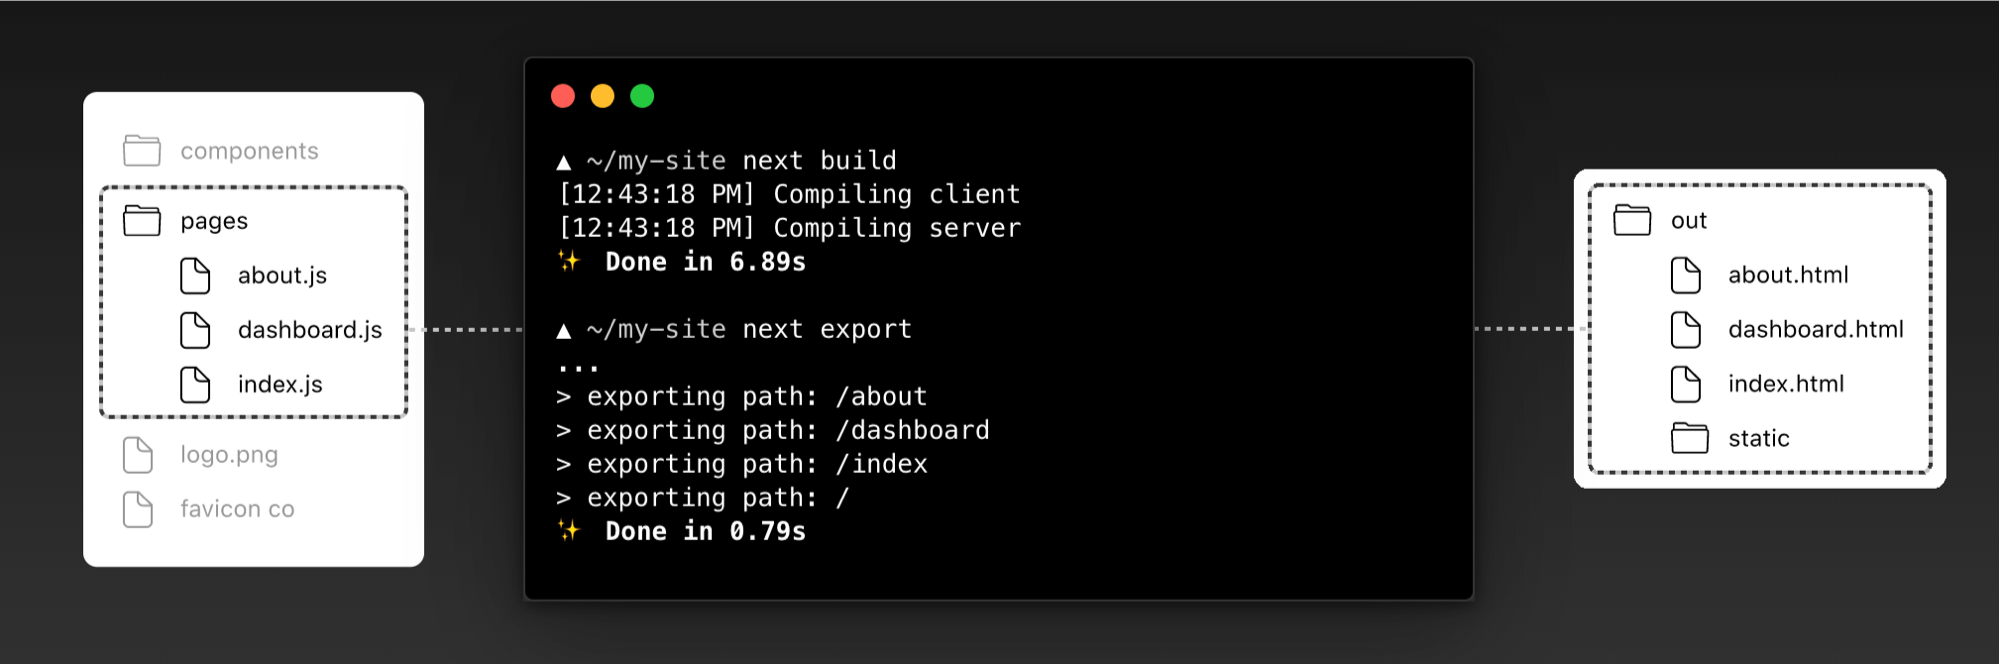 components
pages
about.js
dashboard.js
index.js
logo.png
favicon co
▲ ~/my-site next build
[12:43:18 PM] Compiling client
[12:43:18 PM] Compiling server
✨ Done in 6.89s
▲ ~/my-site next export
...
> exporting path: /about
> exporting path: /dashboard
> exporting path: /index
> exporting path: /
✨ Done in 0.79s
out
about.html
dashboard.html
index.html
static